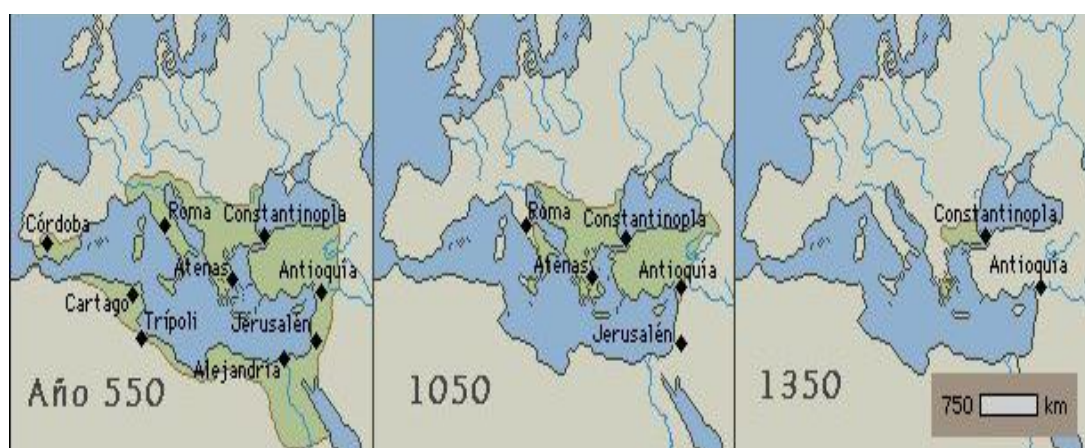 Córdoba
Roma
Constantinopla
Atenas
Antioquía
Cartago
Trípoli
Jerusalén
Alejandría
Año 550
Roma
Constantinopla
Atenas
Antioquía
Jerusalén
1050
Constantinopla
Antioquía
1350
750 km